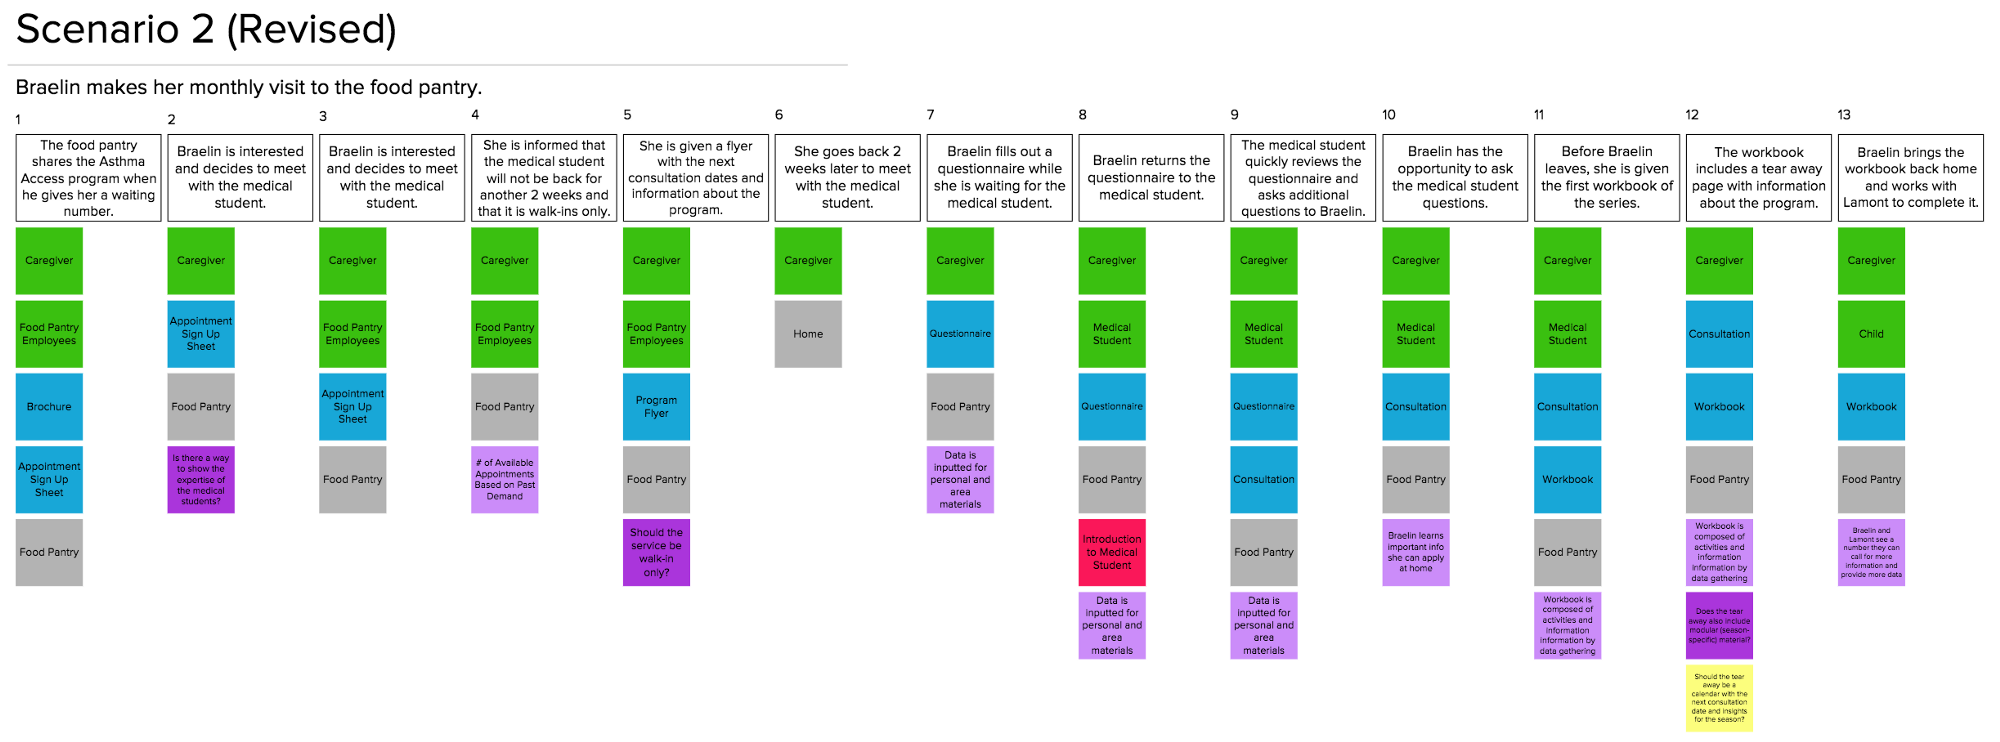 Scenario 2 (Revised)
Braelin makes her monthly visit to the food pantry.
1
The food pantry
shares the Asthma
Access program when
he gives her a waiting
number.
Caregiver
Food Pantry
Employees
Brochure
Appointment
Sign Up
Sheet
Food Pantry
2
Braelin is interested
and decides to meet
with the medical
student.
Caregiver
Appointment
Sign Up
Sheet
Food Pantry
Is there a way
to show the
expertise of
the medical
students?
3
Braelin is interested
and decides to meet
with the medical
student.
Caregiver
Food Pantry
Employees
Appointment
Sign Up
Sheet
Food Pantry
4
She is informed that
the medical student
will not be back for
another 2 weeks and
that it is walk-ins only.
Caregiver
Food Pantry
Employees
Food Pantry
# of Available
Appointments
Based on Past
Demand
5
She is given a flyer
with the next
consultation dates and
information about the
program.
Caregiver
Food Pantry
Employees
Program
Flyer
Food Pantry
Should the
service be
walk-in
only?
6
She goes back 2
weeks later to meet
with the medical
student.
Caregiver
Home
7
Braelin fills out a
questionnaire while
she is waiting for the
medical student.
Caregiver
Questionnaire
Food Pantry
Data is
inputted for
personal and
area
materials
8
Braelin returns the
questionnaire to the
medical student.
Caregiver
Medical
Student
Questionnaire
Food Pantry
Introduction
to Medical
Student
Data is
inputted for
personal and
area
materials
9
The medical student
quickly reviews the
questionnaire and
asks additional
questions to Braelin.
Caregiver
Medical
Student
Questionnaire
Consultation
Food Pantry
Data is
inputted for
personal and
area
materials
10
Braelin has the
opportunity to ask
the medical student
questions.
Caregiver
Medical
Student
Consultation
Food Pantry
Braelin learns
important info
she can apply
at home
11
Before Braelin
leaves, she is given
the first workbook of
the series.
Caregiver
Medical
Student
Consultation
Workbook
Food Pantry
Workbook is
composed of
activities and
information
information by
data gathering
12
The workbook
includes a tear away
page with information
about the program.
Caregiver
Consultation
Workbook
Food Pantry
Workbook is
composed of
activities and
information
information by
data gathering
Does the tear
away also include
modular (season-
specific) material?
Should the tear
away be a
calendar with the
next consultation
date and insights
for the season?
13
Braelin brings the
workbook back home
and works with
Lamont to complete it.
Caregiver
Child
Workbook
Food Pantry
Braelin and
Lamont see a
number they can
call for more
information and
provide more data